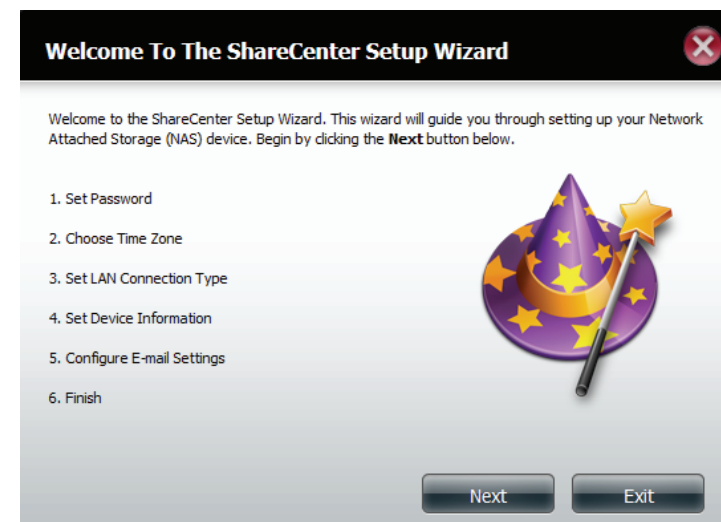 Welcome To The ShareCenter Setup Wizard
Welcome to the ShareCenter Setup Wizard. This wizard will guide you through setting up your Network
Attached Storage (NAS) device. Begin by clicking the Next button below.
1. Set Password
2. Choose Time Zone
3. Set LAN Connection Type
4. Set Device Information
5. Configure E-mail Settings
6. Finish
Next
Exit